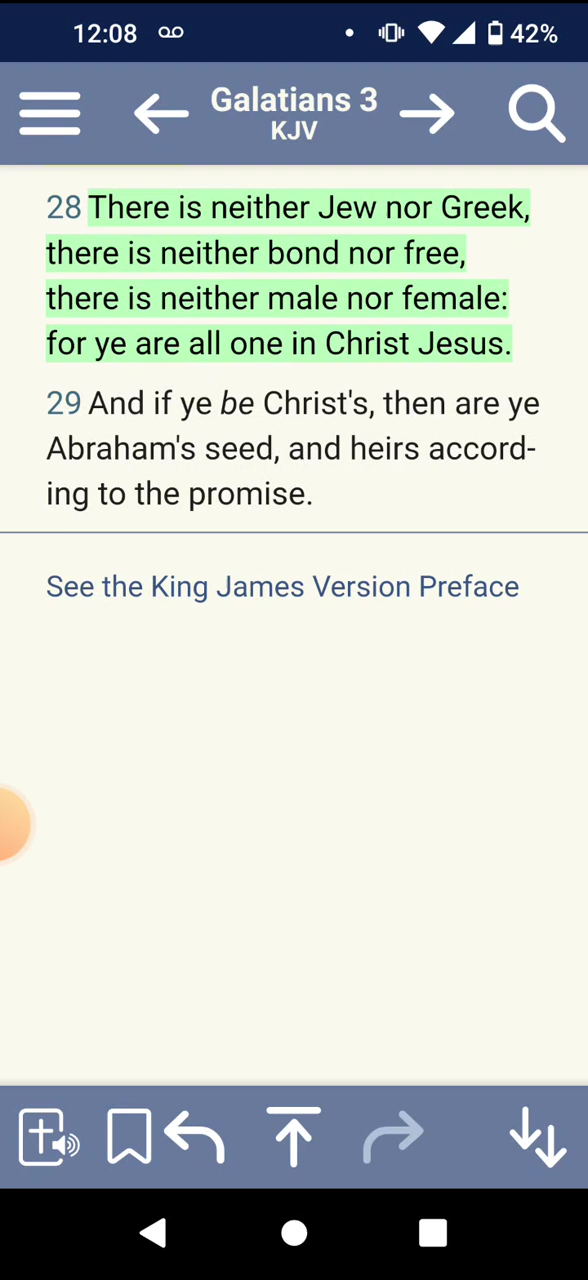 12:08
42%
Galatians 3
KJV
28 There is neither Jew nor Greek,
there is neither bond nor free,
there is neither male nor female:
for ye are all one in Christ Jesus.
29 And if ye be Christ's, then are ye
Abraham's seed, and heirs accord-
ing to the promise.
See the King James Version Preface